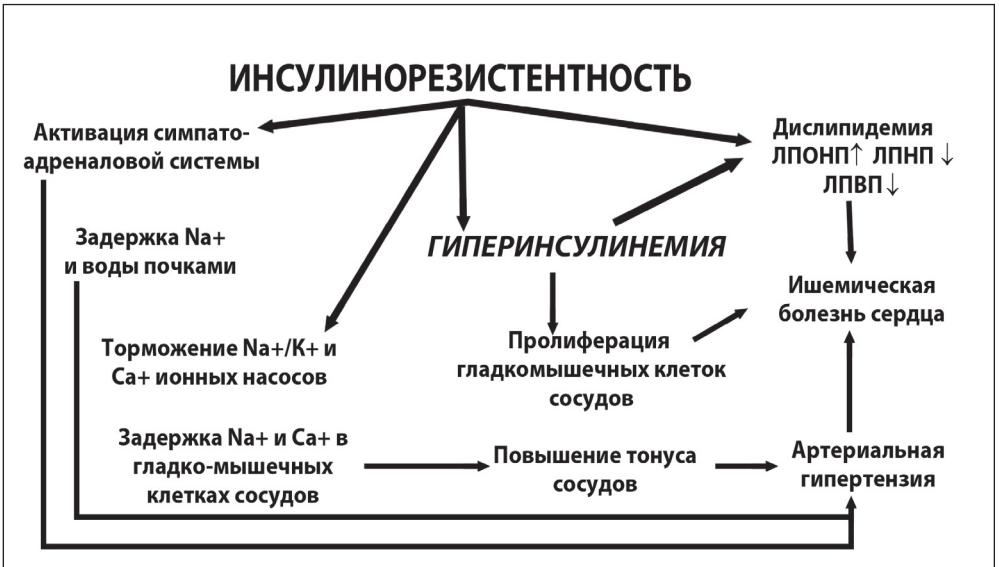 ИНСУЛИНОРЕЗИСТЕНТНОСТЬ
Активация симпато-
адреналовой системы
Дислипидемия
ЛПОНП↑ ЛПНП ↓
ЛПВП↓
Задержка Na+
и воды почками
ГИПЕРИНСУЛИНЕМИЯ
Ишемическая
болезнь сердца
Торможение Na+/K+ и
Ca+ ионных насосов
Пролиферация
гладкомышечных клеток
сосудов
Задержка Na+ и Ca+ в
гладко-мышечных
клетках сосудов
Повышение тонуса
сосудов
Артериальная
гипертензия